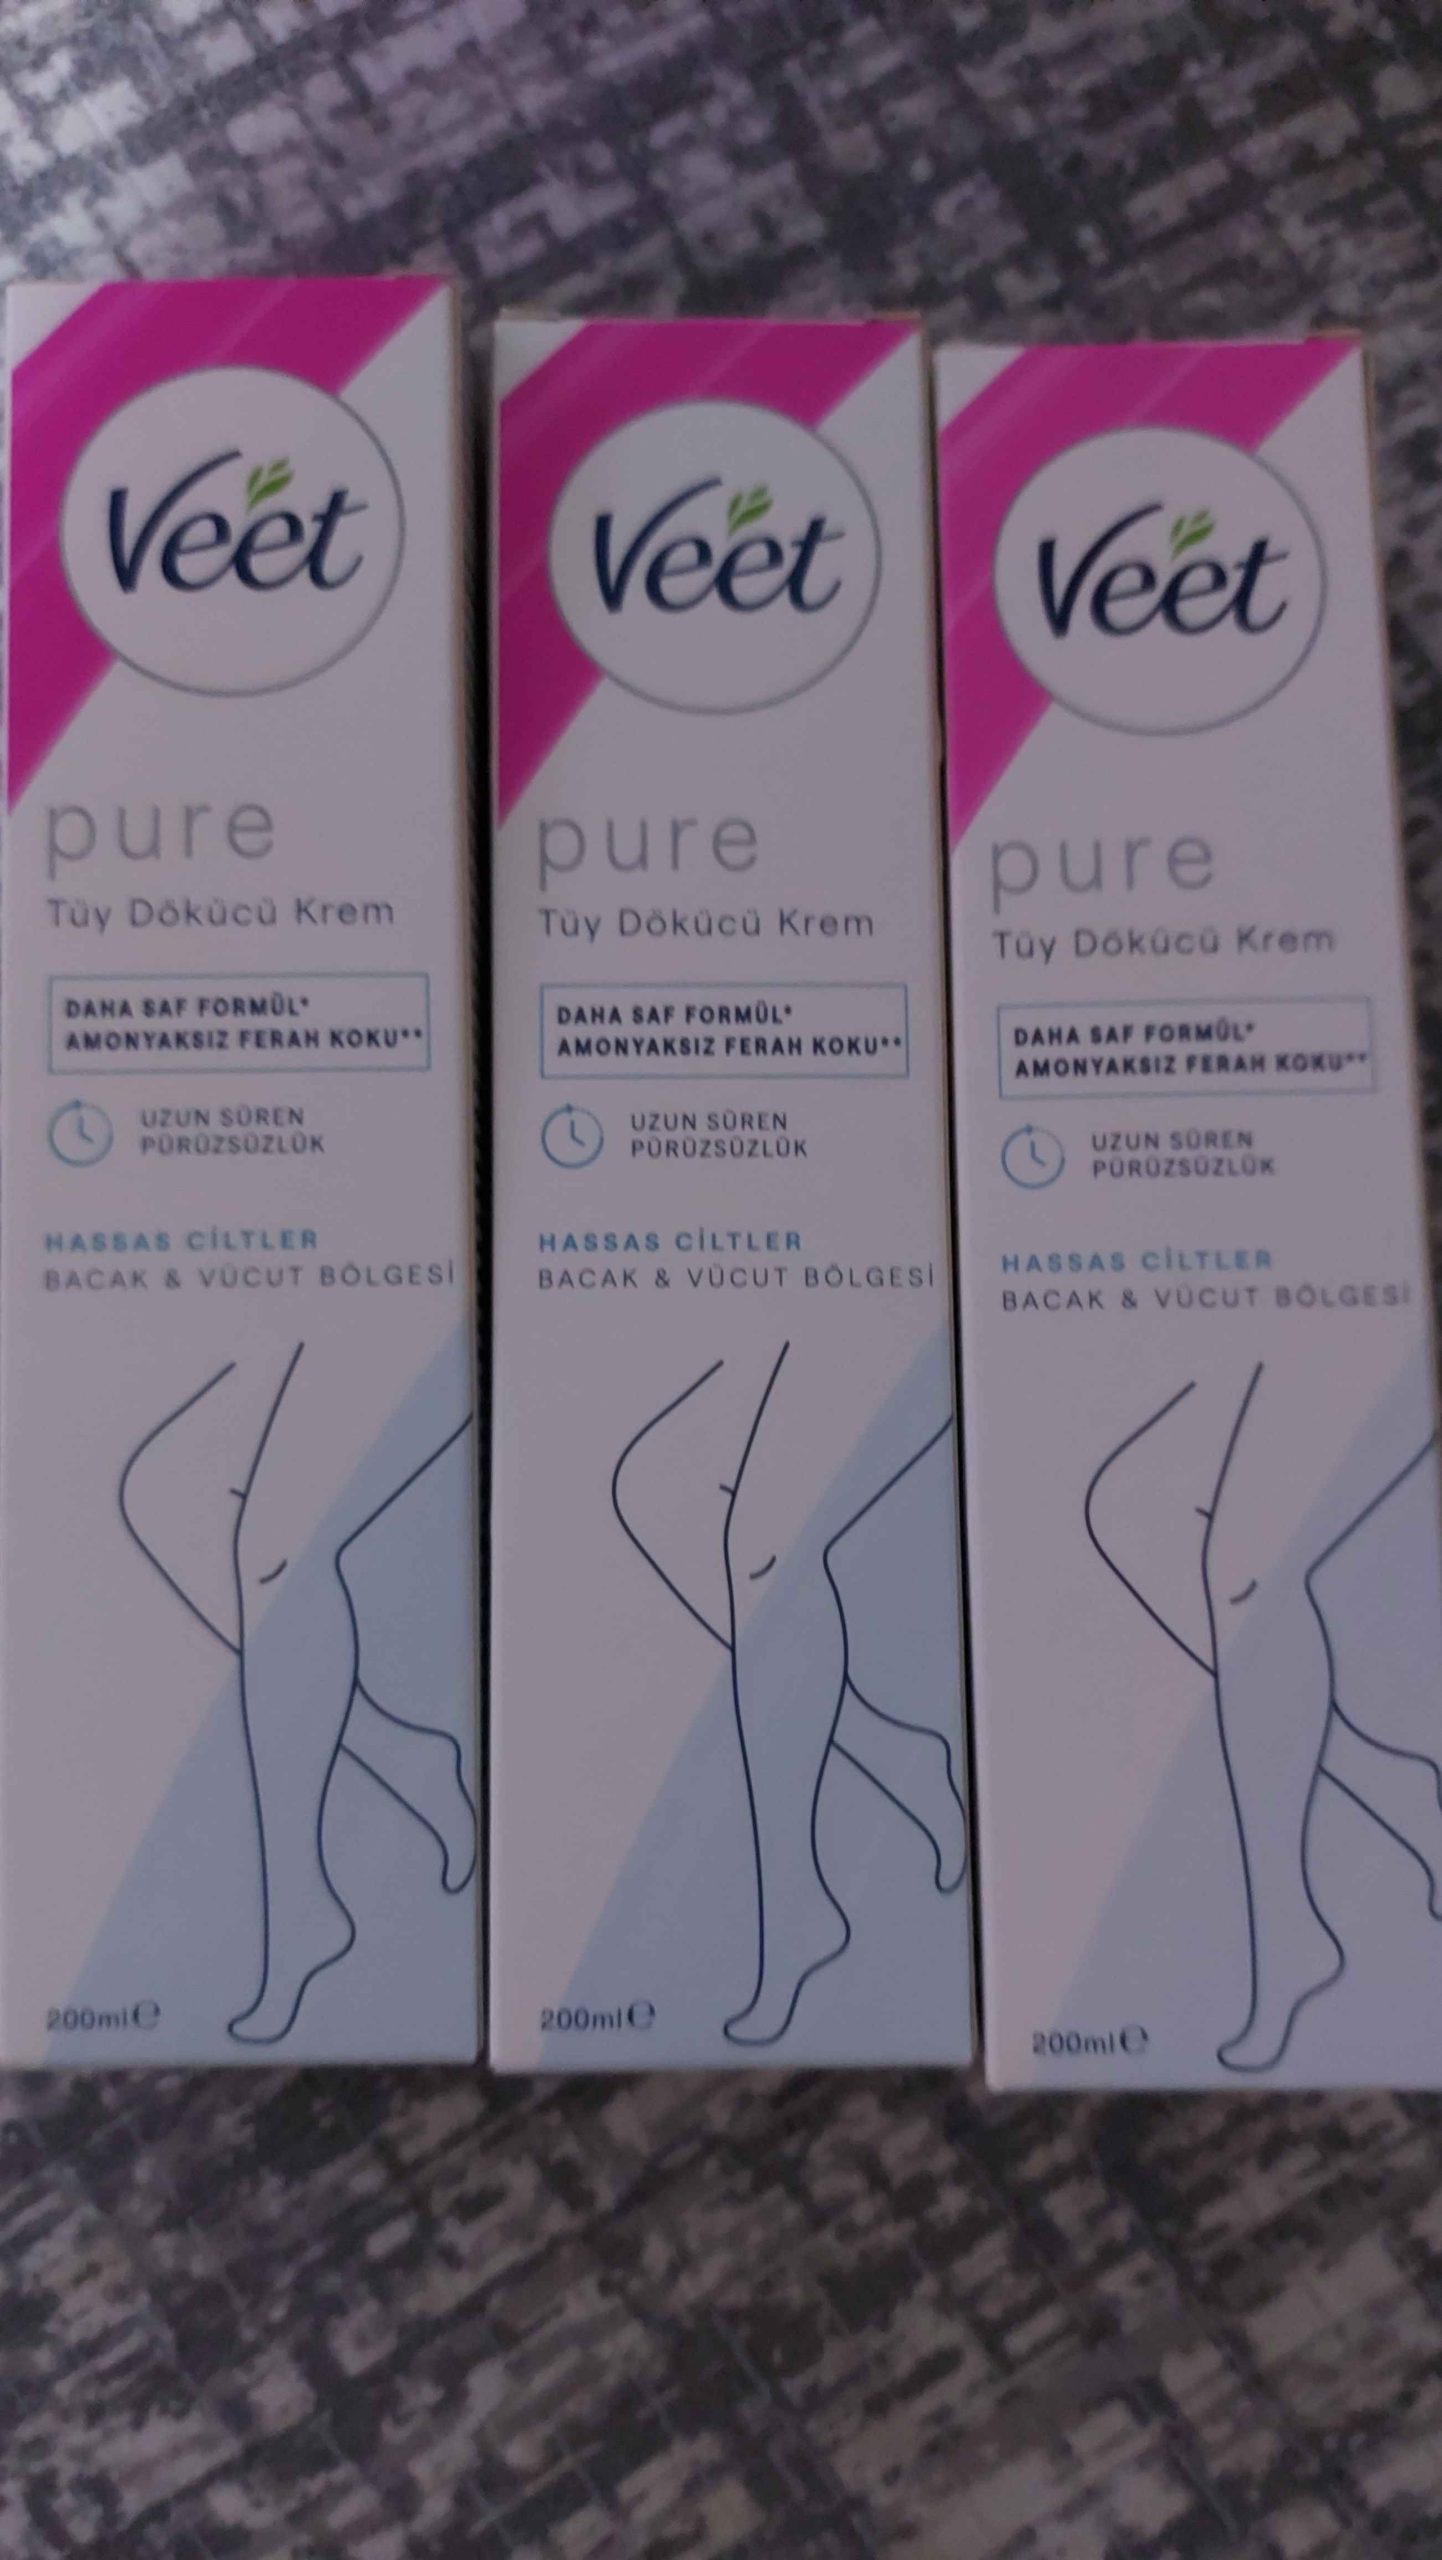 Veet
pure
Tüy Dökücü Krem
DAHA SAF FORMÜL*
AMONYAKSIZ FERAH KOKU**
UZUN SÜREN
PÜRÜZSÜZLÜK
HASSAS CİLTLER
BACAK & VÜCUT BÖLGESİ
200ml℮
Veet
pure
Tüy Dökücü Krem
DAHA SAF FORMÜL*
AMONYAKSIZ FERAH KOKU**
UZUN SÜREN
PÜRÜZSÜZLÜK
HASSAS CİLTLER
BACAK & VÜCUT BÖLGESİ
200ml℮
Veet
pure
Tüy Dökücü Krem
DAHA SAF FORMÜL*
AMONYAKSIZ FERAH KOKU**
UZUN SÜREN
PÜRÜZSÜZLÜK
HASSAS CİLTLER
BACAK & VÜCUT BÖLGESİ
200ml℮